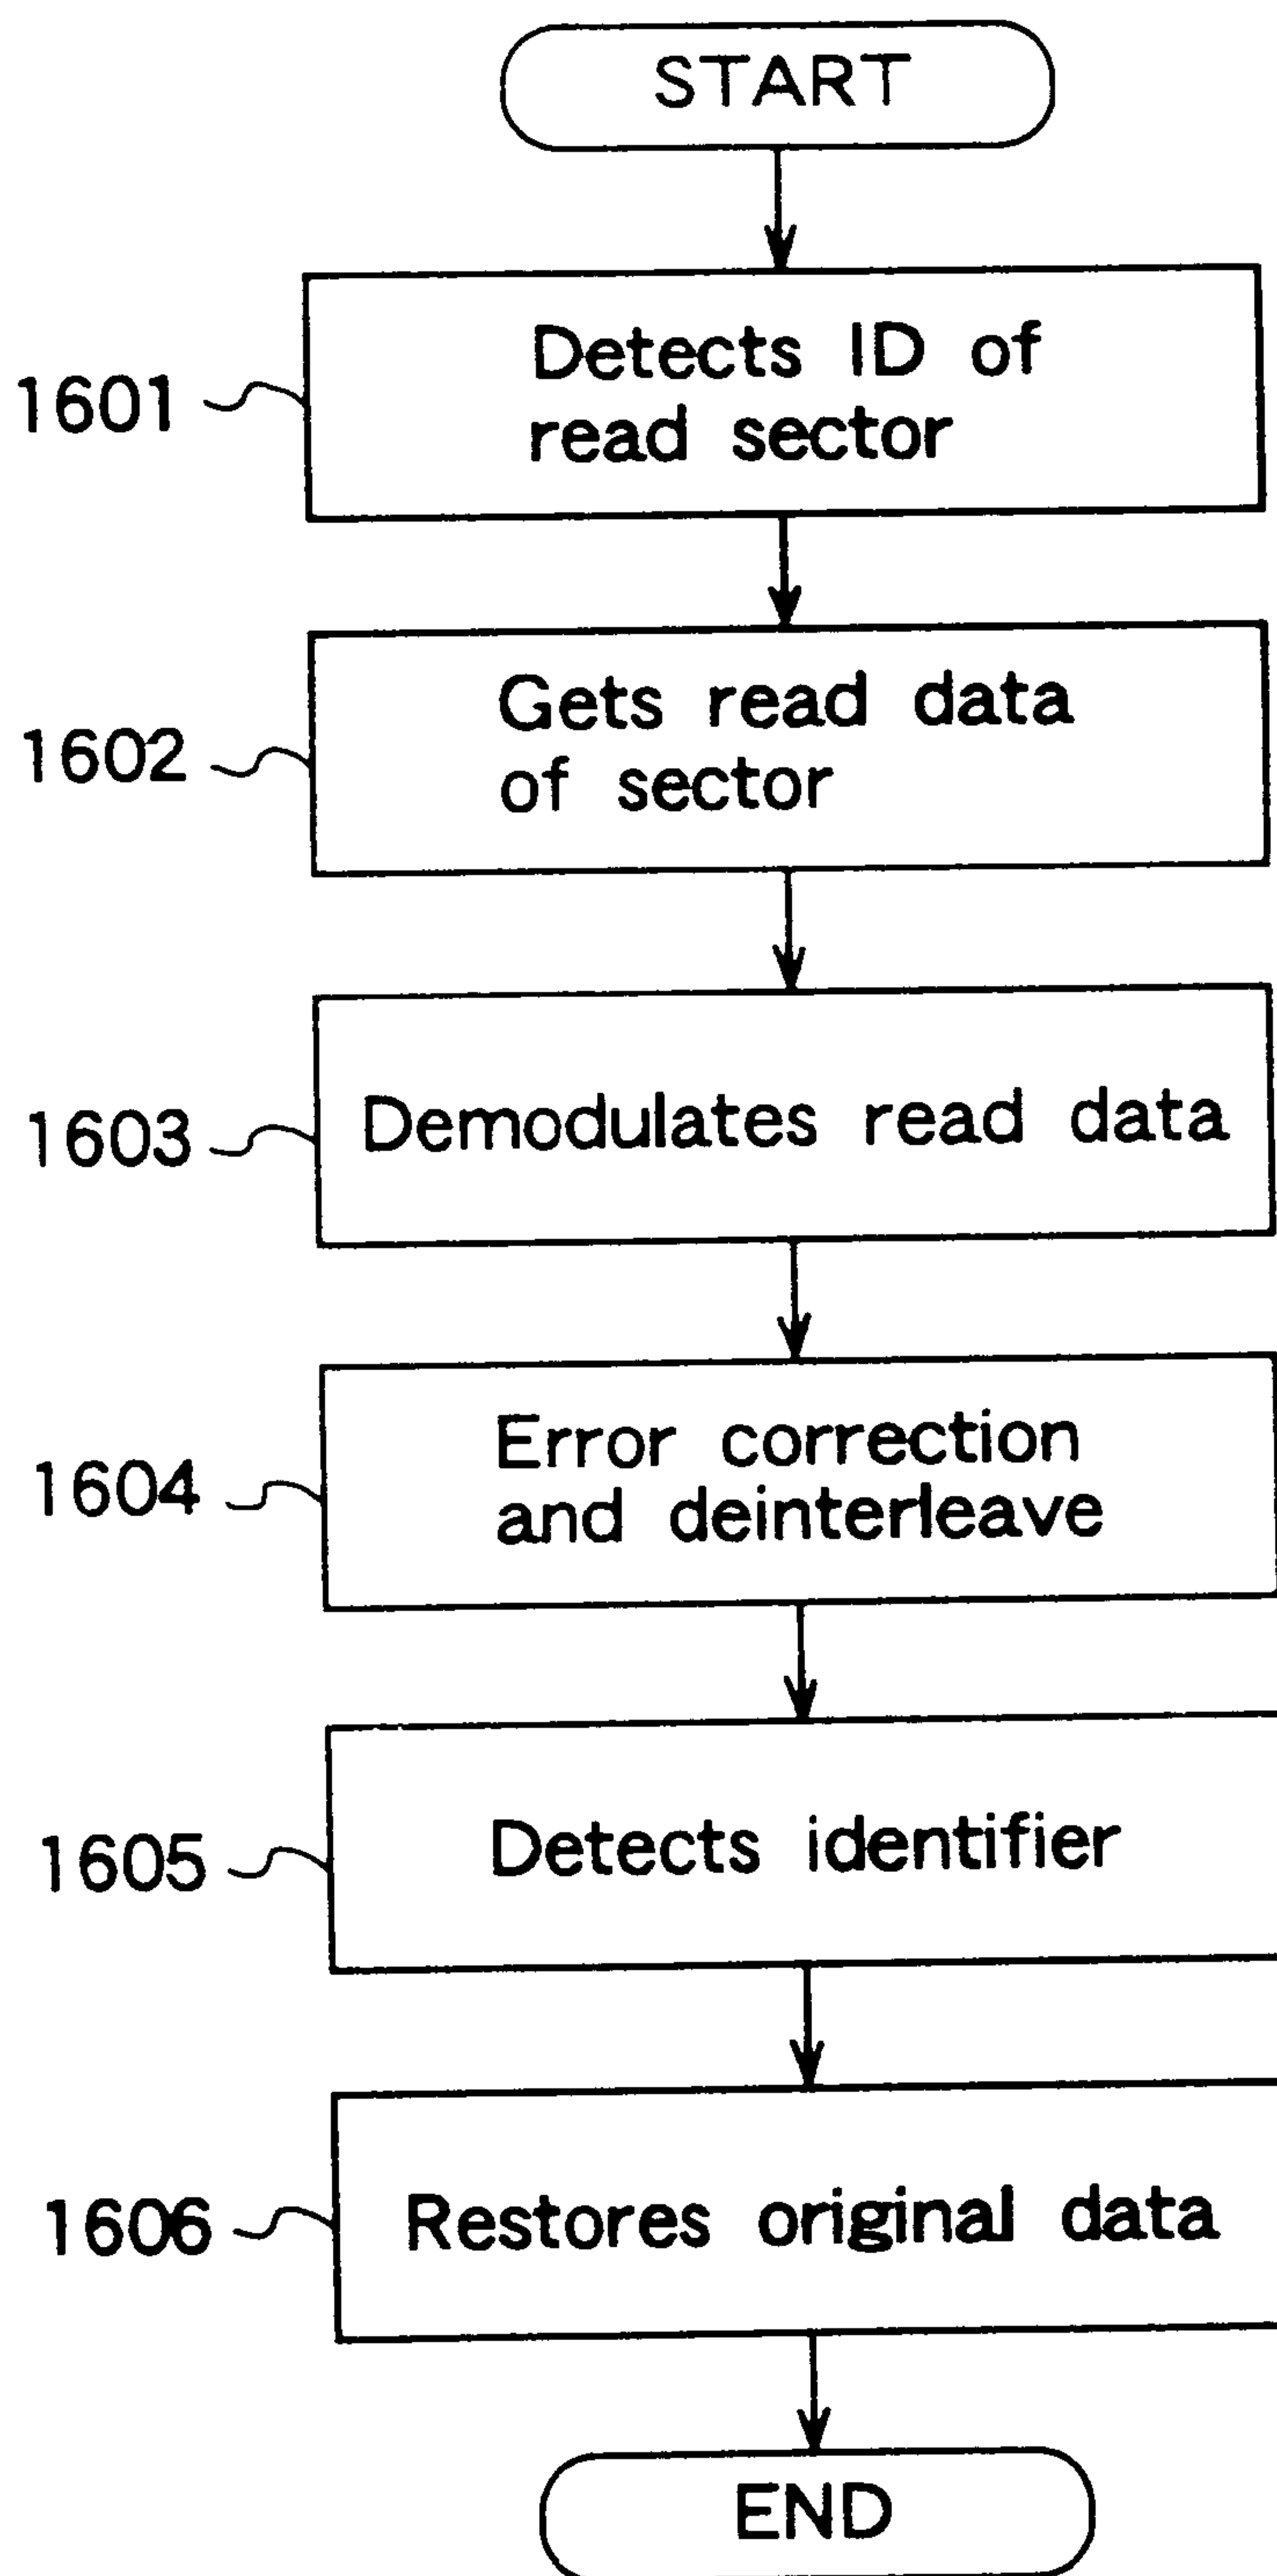 START
1601
Detects ID of
read sector
1602
Gets read data
of sector
1603
Demodulates read data
1604
Error correction
and deinterleave
1605
Detects identifier
1606
Restores original data
END